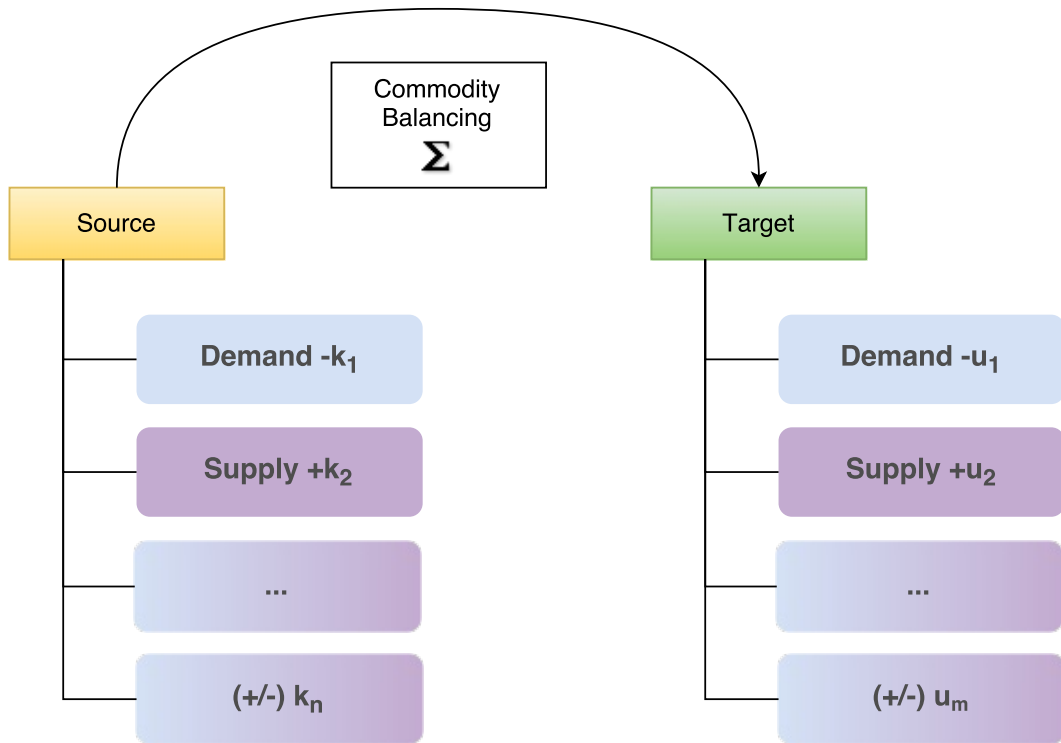 Commodity
Balancing
Σ
Source
Target
Demand -k₁
Demand -u₁
Supply +k₂
Supply +u₂
...
...
(+/-) kₙ
(+/-) uₘ